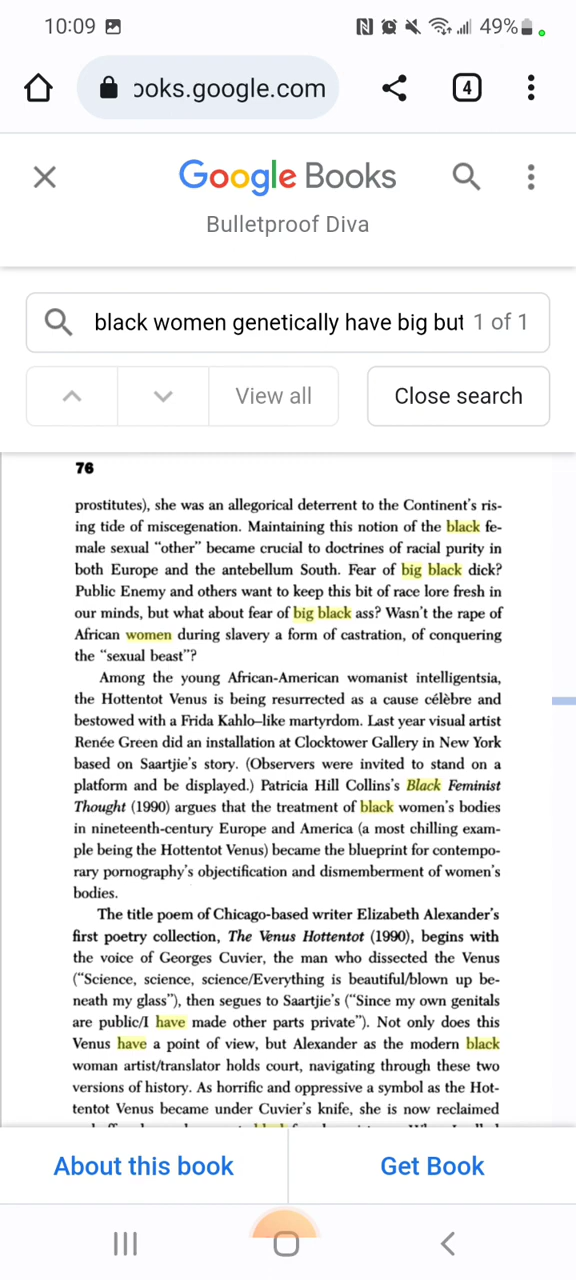 10:09 49%
ooks.google.com 4
Google Books
Bulletproof Diva
black women genetically have big but 1 of 1
View all Close search
76
prostitutes), she was an allegorical deterrent to the Continent's ris-
ing tide of miscegenation. Maintaining this notion of the black fe-
male sexual "other" became crucial to doctrines of racial purity in
both Europe and the antebellum South. Fear of big black dick?
Public Enemy and others want to keep this bit of race lore fresh in
our minds, but what about fear of big black ass? Wasn't the rape of
African women during slavery a form of castration, of conquering
the "sexual beast"?
Among the young African-American womanist intelligentsia,
the Hottentot Venus is being resurrected as a cause célèbre and
bestowed with a Frida Kahlo–like martyrdom. Last year visual artist
Renée Green did an installation at Clocktower Gallery in New York
based on Saartjie's story. (Observers were invited to stand on a
platform and be displayed.) Patricia Hill Collins's Black Feminist
Thought (1990) argues that the treatment of black women's bodies
in nineteenth-century Europe and America (a most chilling exam-
ple being the Hottentot Venus) became the blueprint for contempo-
rary pornography's objectification and dismemberment of women's
bodies.
The title poem of Chicago-based writer Elizabeth Alexander's
first poetry collection, The Venus Hottentot (1990), begins with
the voice of Georges Cuvier, the man who dissected the Venus
("Science, science, science/Everything is beautiful/blown up be-
neath my glass"), then segues to Saartjie's ("Since my own genitals
are public/I have made other parts private"). Not only does this
Venus have a point of view, but Alexander as the modern black
woman artist/translator holds court, navigating through these two
versions of history. As horrific and oppressive a symbol as the Hot-
tentot Venus became under Cuvier's knife, she is now reclaimed
About this book Get Book